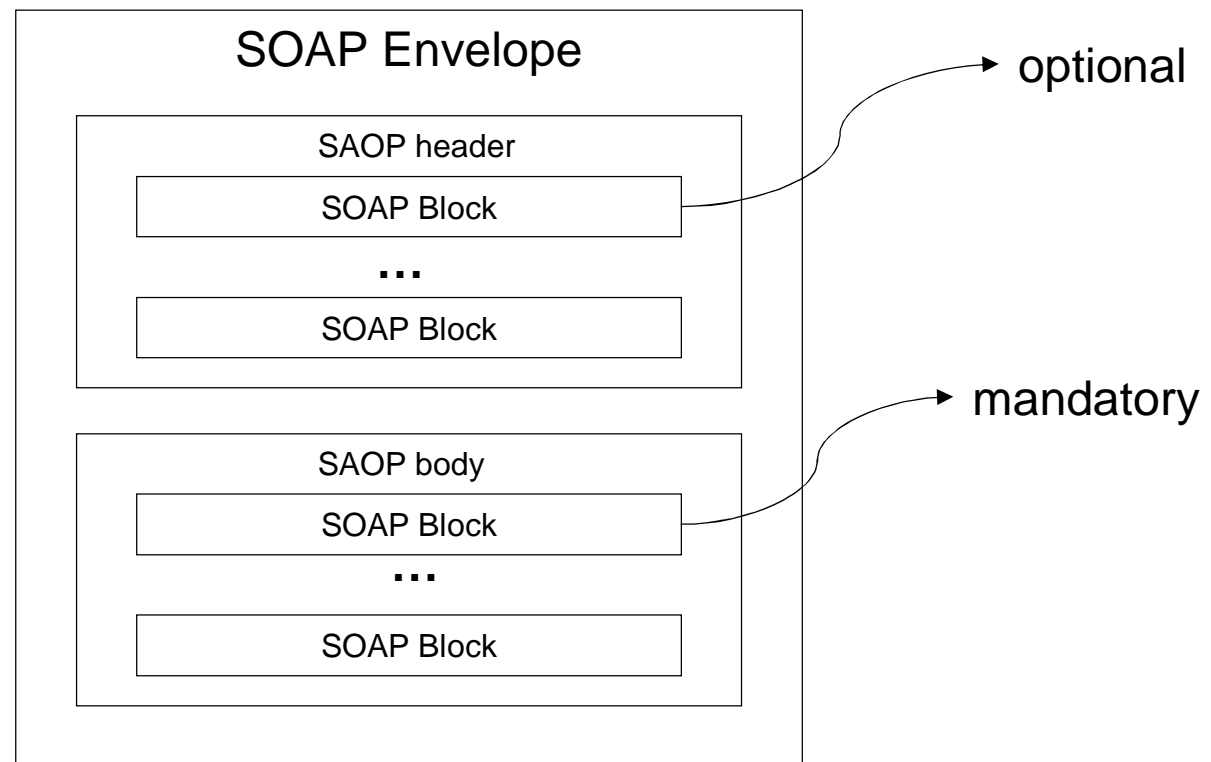 SOAP Envelope
optional
SAOP header
SOAP Block
...
SOAP Block
mandatory
SAOP body
SOAP Block
...
SOAP Block